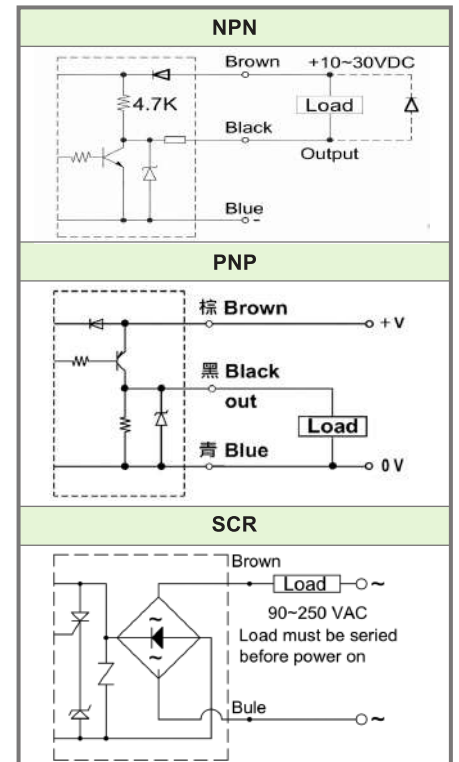 NPN
Brown +10~30VDC
4.7K
Load
Black
Output
Blue
-
PNP
棕 Brown
+V
黑 Black
out
Load
青 Blue
0 V
SCR
Brown
Load ~
~
90~250 VAC
Load must be seried
before power on
~
Bule
~